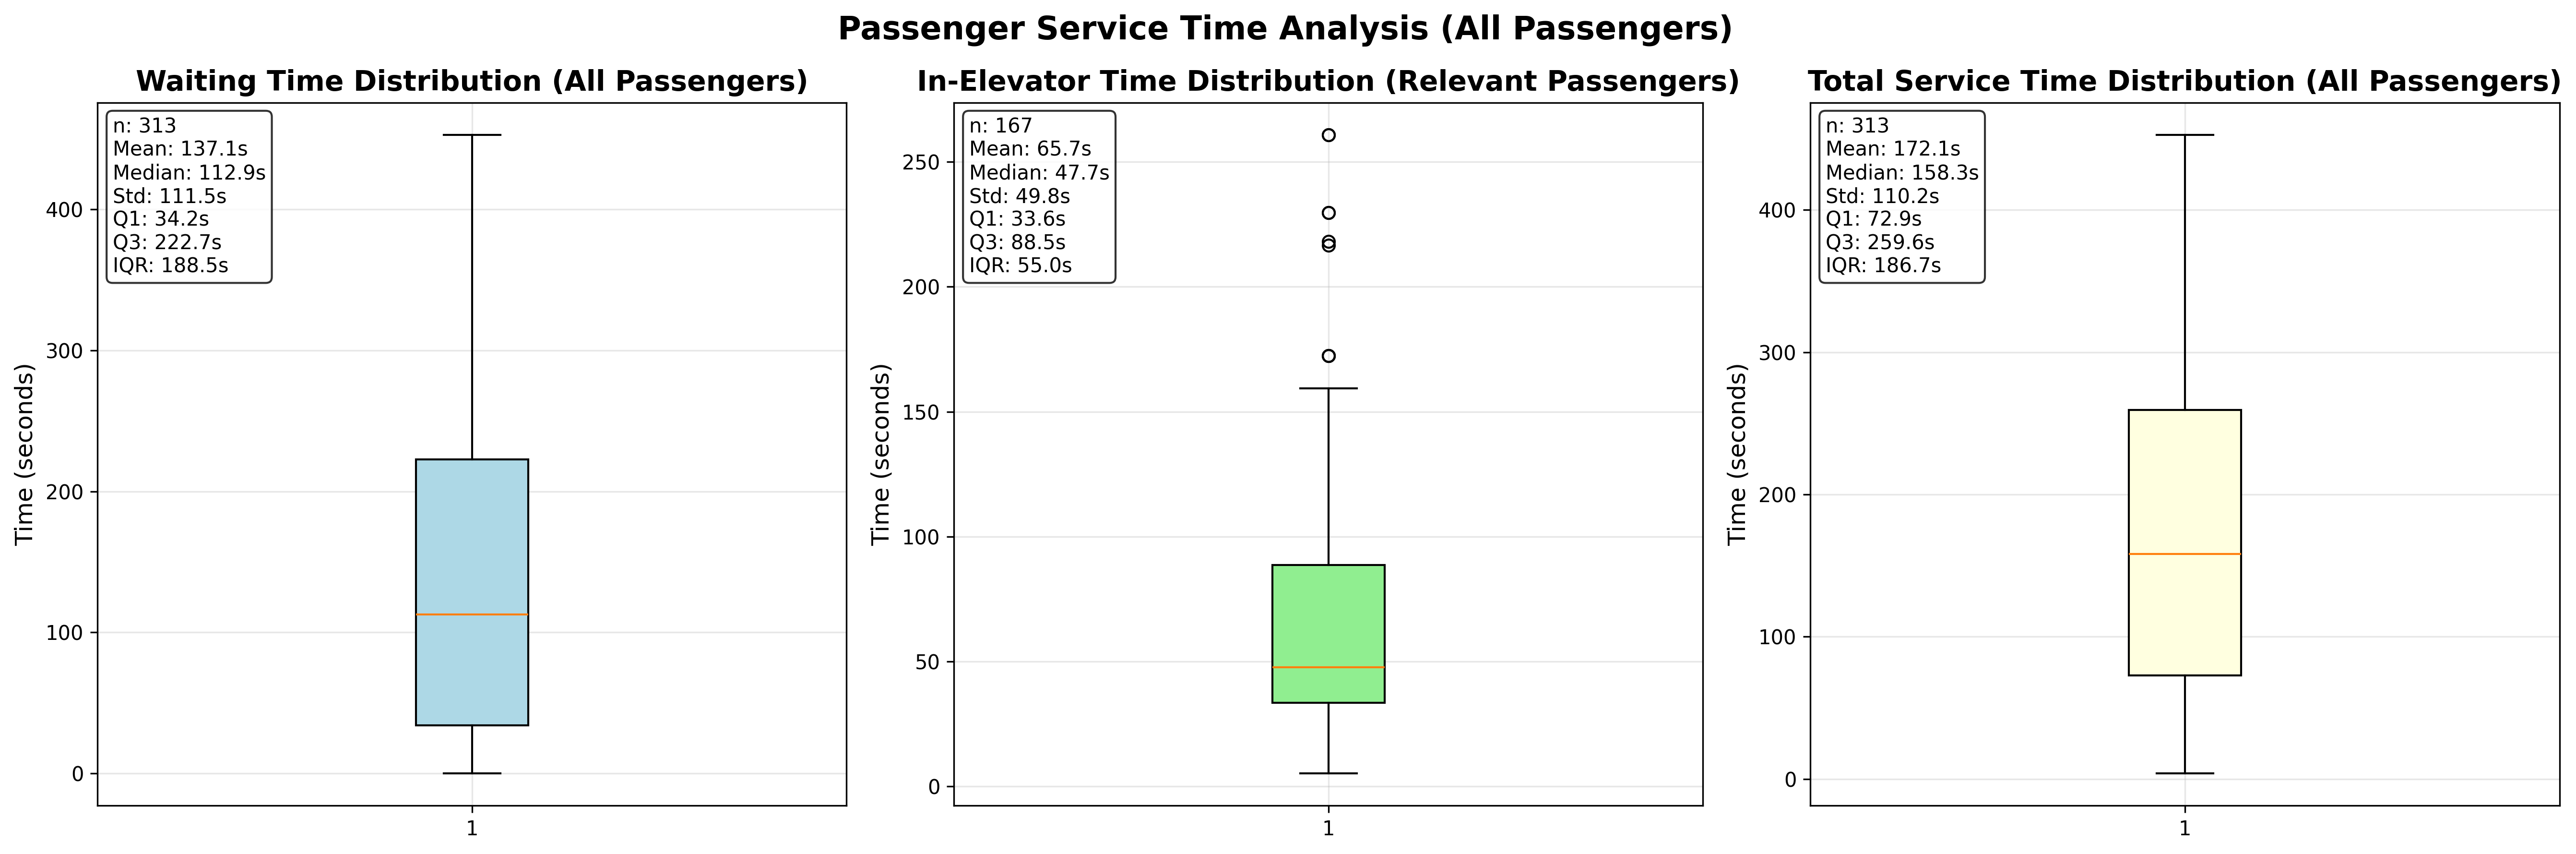 Passenger Service Time Analysis (All Passengers)
Waiting Time Distribution (All Passengers)
n: 313
Mean: 137.1s
Median: 112.9s
Std: 111.5s
Q1: 34.2s
Q3: 222.7s
IQR: 188.5s
Time (seconds)
400
300
200
100
0
1
In-Elevator Time Distribution (Relevant Passengers)
n: 167
Mean: 65.7s
Median: 47.7s
Std: 49.8s
Q1: 33.6s
Q3: 88.5s
IQR: 55.0s
Time (seconds)
250
200
150
100
50
0
1
Total Service Time Distribution (All Passengers)
n: 313
Mean: 172.1s
Median: 158.3s
Std: 110.2s
Q1: 72.9s
Q3: 259.6s
IQR: 186.7s
Time (seconds)
400
300
200
100
0
1